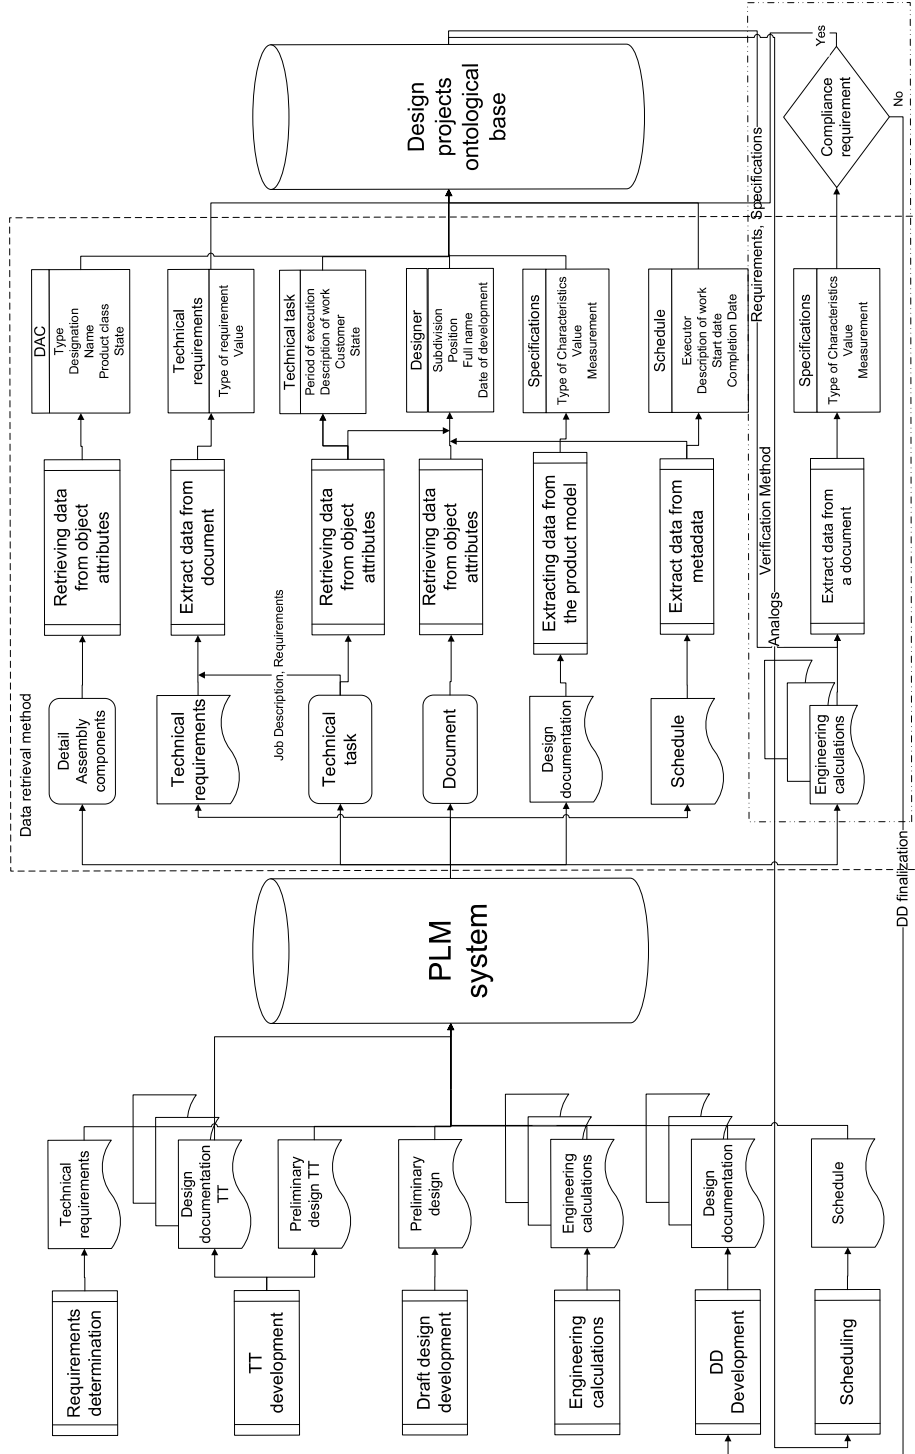 Requirements
determination
TT
development
Draft design
development
Engineering
calculations
DD
Development
Scheduling
Technical
requirements
Design
documentation
TT
Preliminary
design TT
Preliminary
design
Engineering
calculations
Design
documentation
Schedule
PLM
system
Data retrieval method
Detail
Assembly
components
Technical
requirements
Job Description, Requirements
Technical
task
Document
Design
documentation
Schedule
Engineering
calculations
Retrieving data
from object
attributes
Extract data from
document
Retrieving data
from object
attributes
Retrieving data
from object
attributes
Extracting data from
the product model
Extract data from
metadata
Extract data from
a document
Analogs
Verification Method
Requirements, Specifications
DAC
Type
Designation
Name
Product class
State
Technical
requirements
Type of requirement
Value
Technical task
Period of execution
Description of work
Customer
State
Designer
Subdivision
Position
Full name
Date of development
Specifications
Type of Characteristics
Value
Measurement
Schedule
Executor
Description of work
Start date
Completion Date
Specifications
Type of Characteristics
Value
Measurement
Design
projects
ontological
base
Compliance
requirement
Yes
No
DD finalization